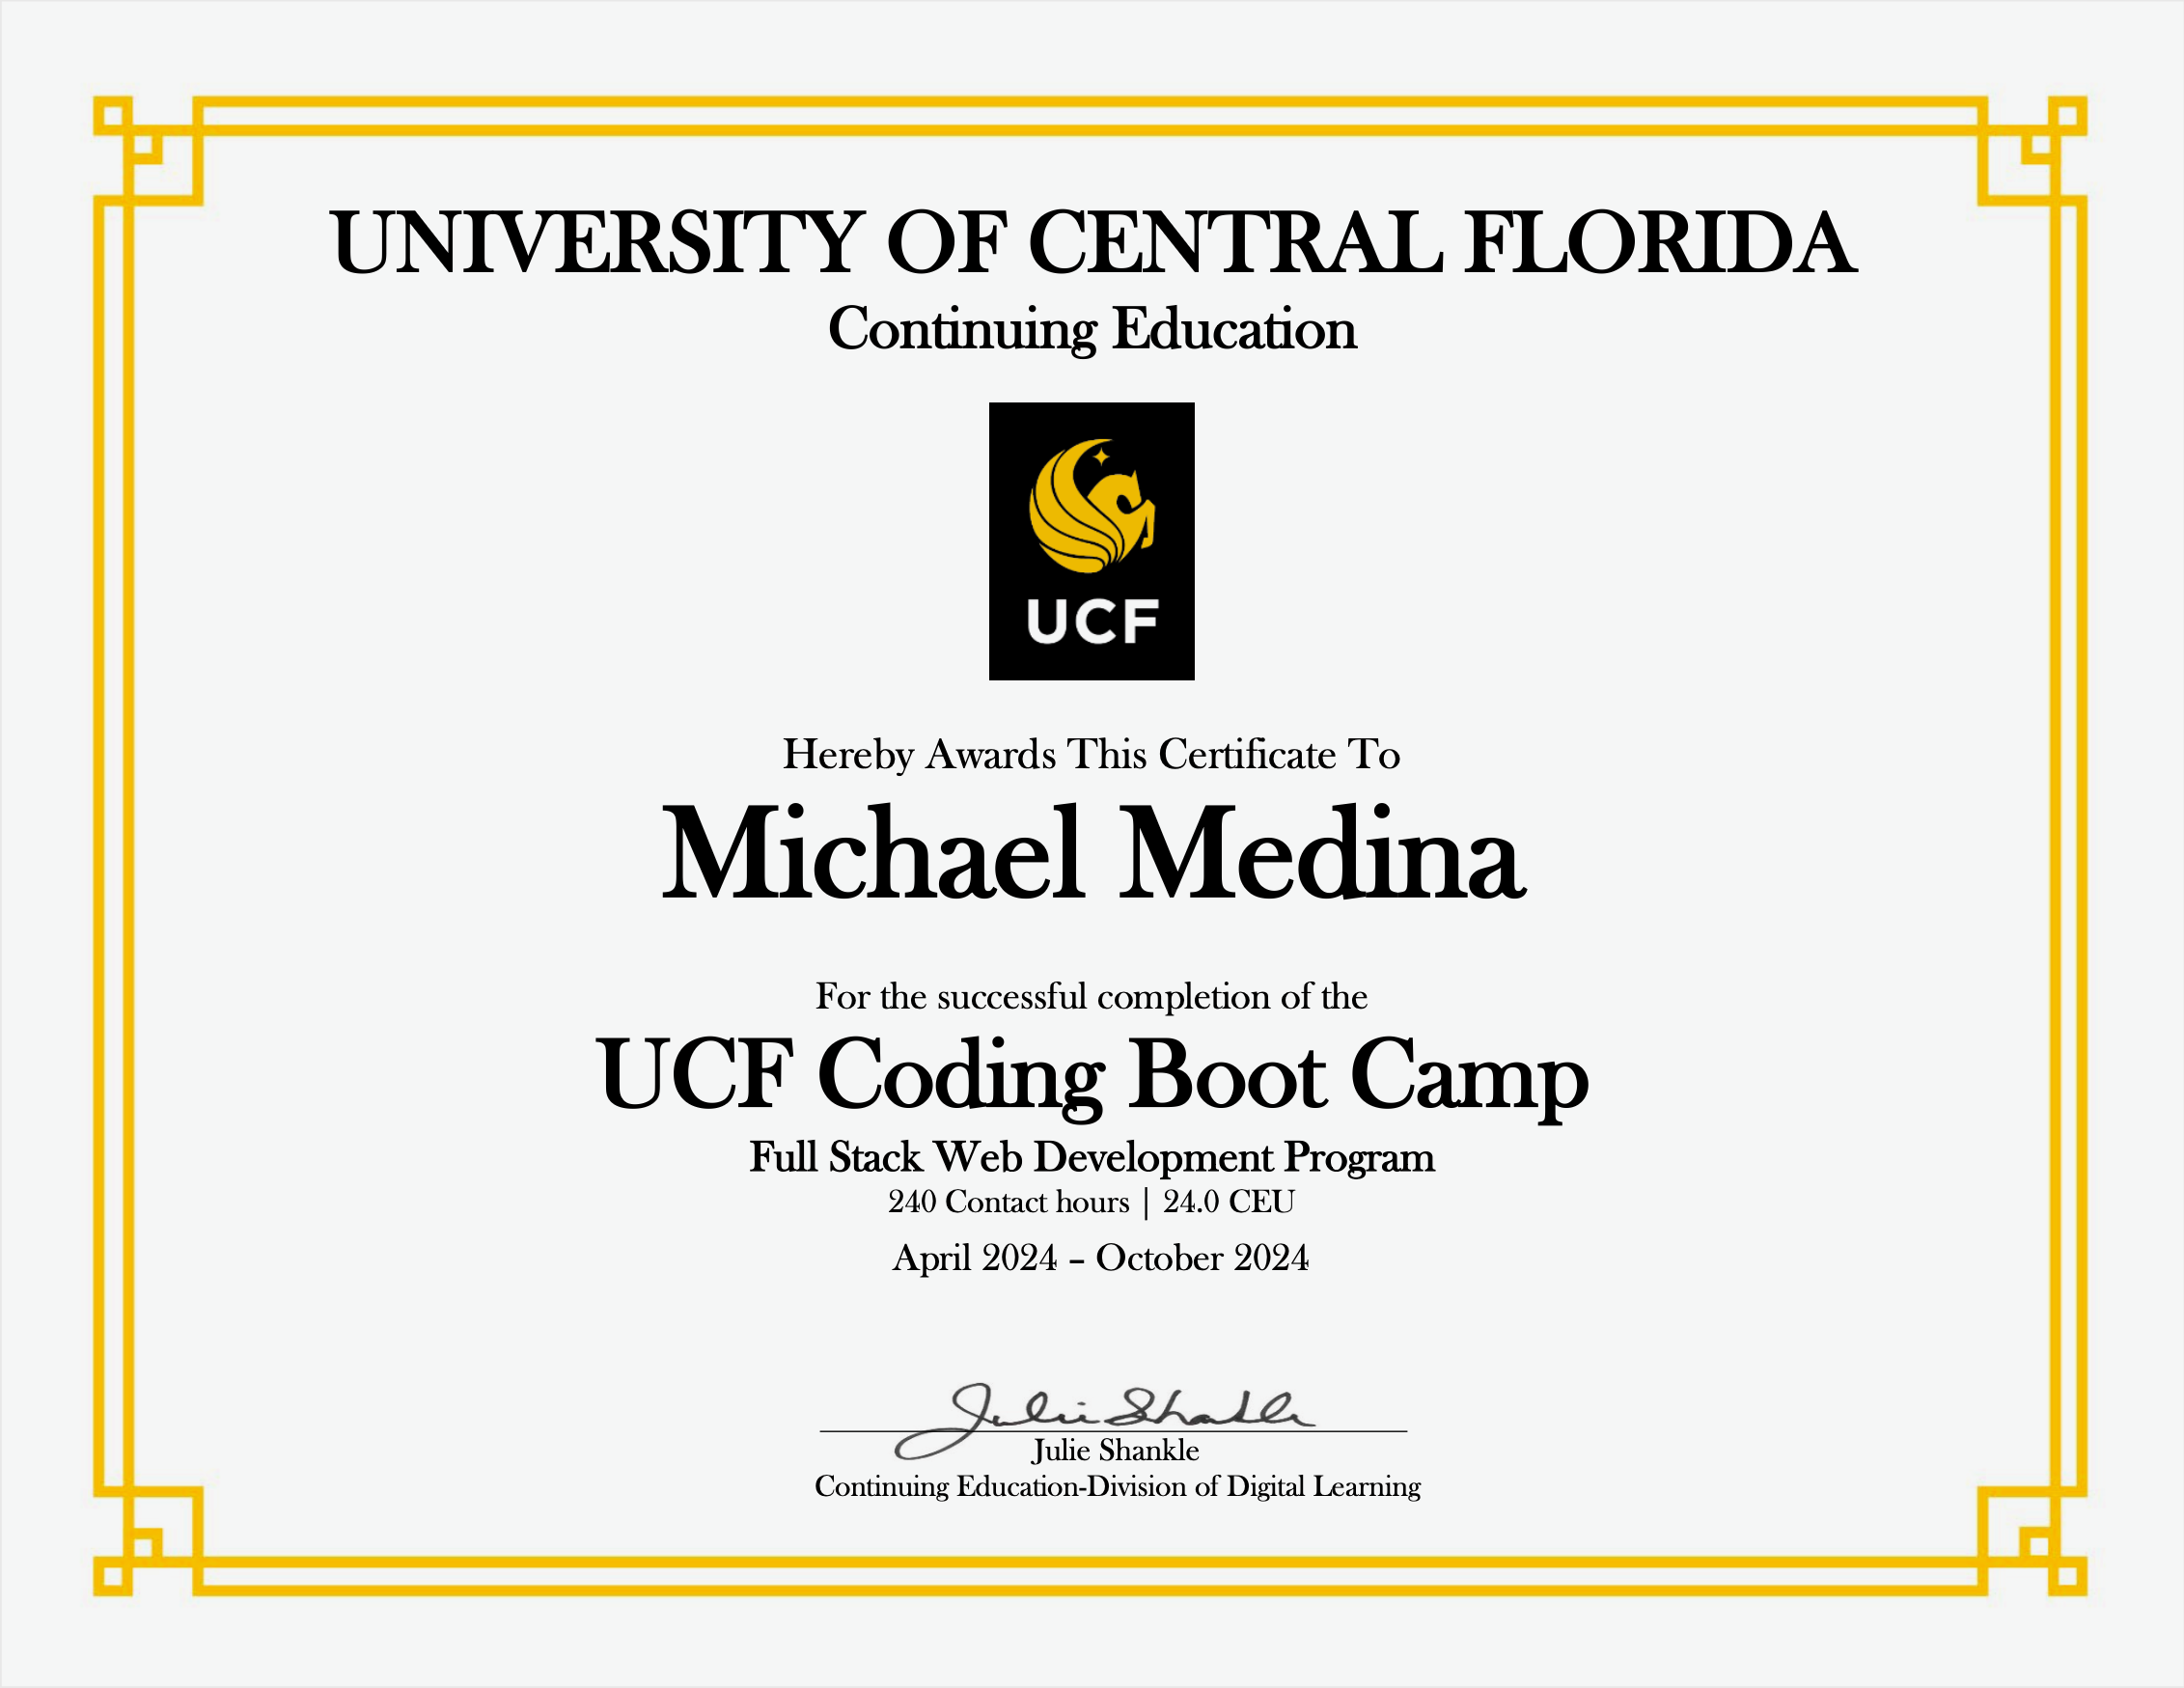 UNIVERSITY OF CENTRAL FLORIDA
Continuing Education
UCF
Hereby Awards This Certificate To
Michael Medina
For the successful completion of the
UCF Coding Boot Camp
Full Stack Web Development Program
240 Contact hours | 24.0 CEU
April 2024 – October 2024
Julie Shankle
Julie Shankle
Continuing Education-Division of Digital Learning